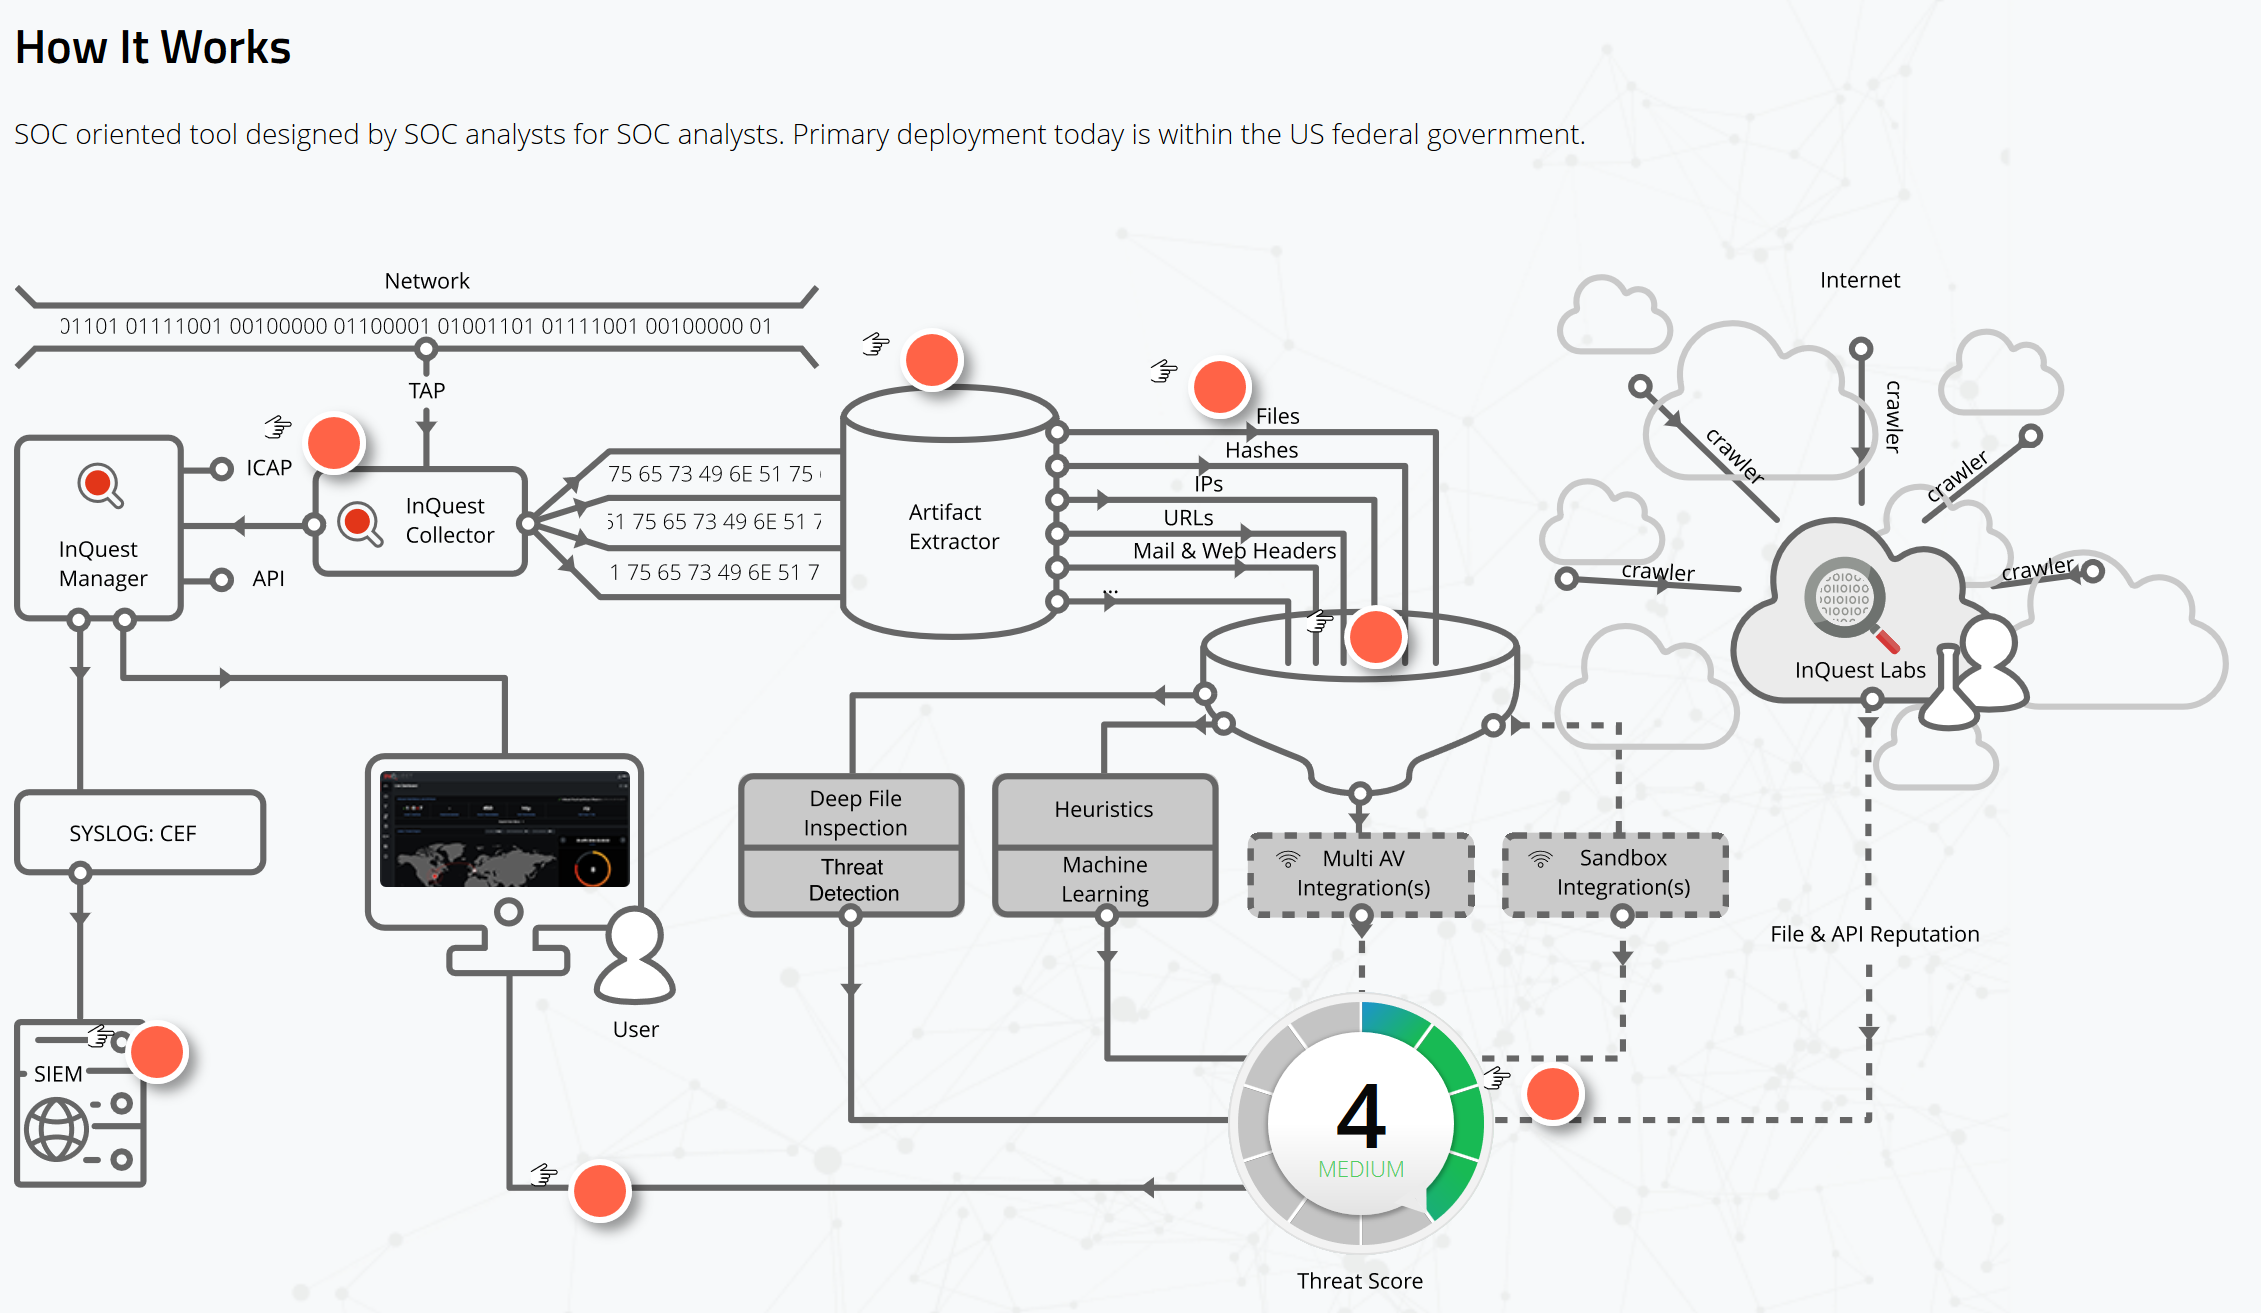 How It Works
SOC oriented tool designed by SOC analysts for SOC analysts. Primary deployment today is within the US federal government.
Network
01101 01111001 00100000 01100001 01001101 01111001 00100000 01
TAP
ICAP
InQuest
Manager
API
InQuest
Collector
75 65 73 49 6E 51 75
51 75 65 73 49 6E 51 7
1 75 65 73 49 6E 51 7
Artifact
Extractor
Files
Hashes
IPs
URLs
Mail & Web Headers
...
Internet
crawler
crawler
crawler
crawler
crawler
InQuest Labs
SYSLOG: CEF
Deep File
Inspection
Threat
Detection
Heuristics
Machine
Learning
Multi AV
Integration(s)
Sandbox
Integration(s)
File & API Reputation
User
SIEM
4
MEDIUM
Threat Score